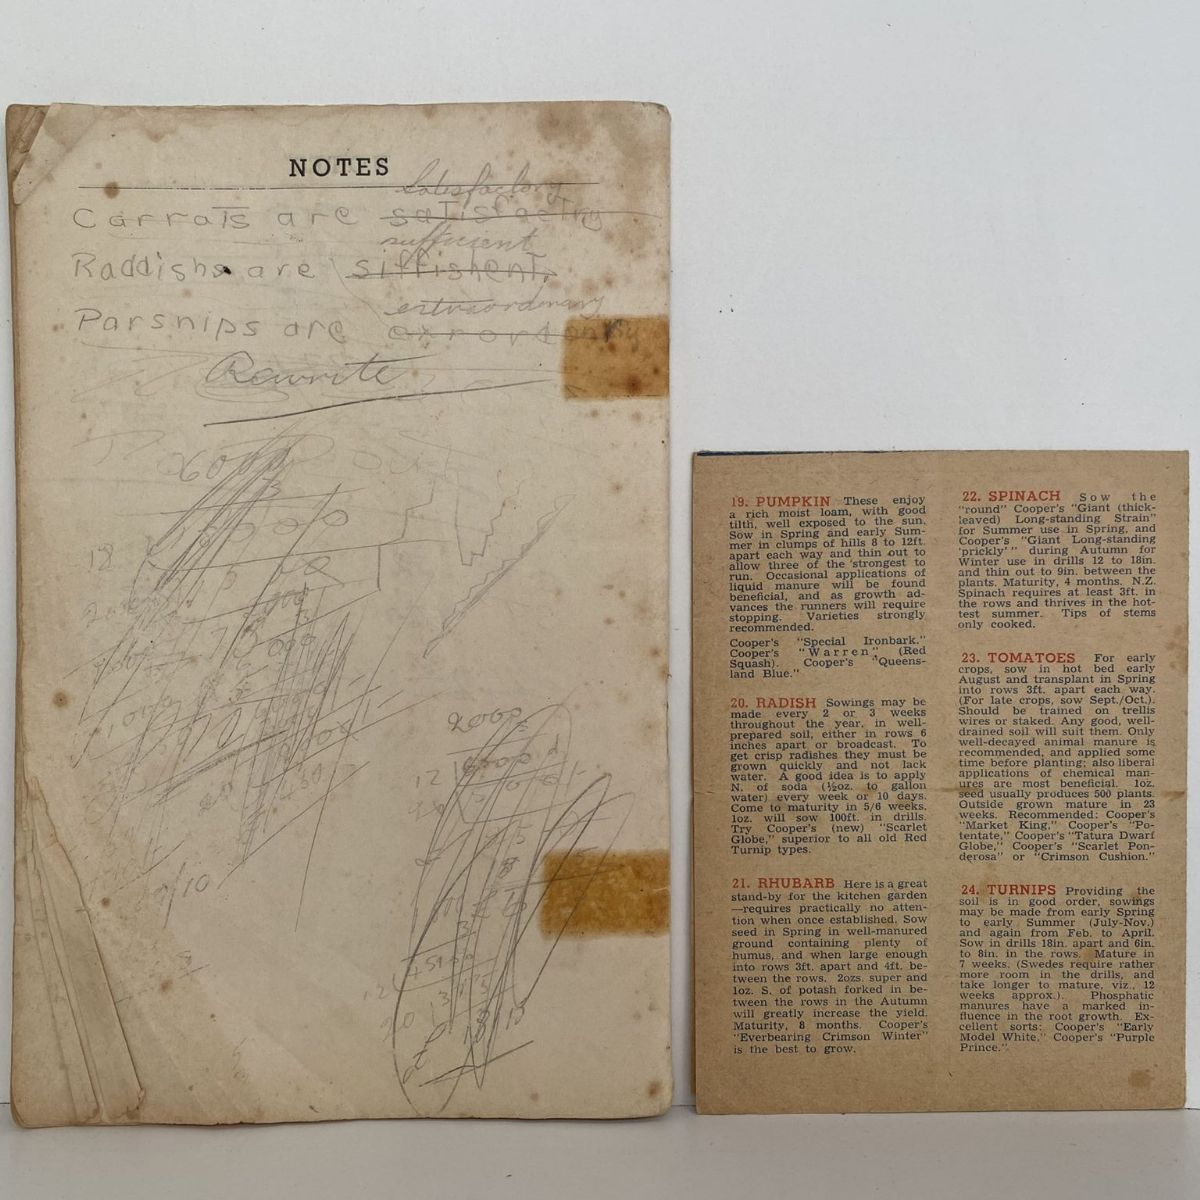 NOTES
Satesfactory
Carrots are satisfacting
sufficient
Raddishs are siffishent.
extraordinary
Parsnips are
Rewrite
2000
12
10
19. PUMPKIN These enjoy
a rich moist loam, with good
tilth, well exposed to the sun.
Sow in Spring and early Sum-
mer in clumps of hills 8 to 12ft.
apart each way and thin out to
allow three of the strongest to
run. Occasional applications of
liquid manure will be found
beneficial, and as growth ad-
vances the runners will require
stopping. Varieties strongly
recommended.
Cooper's "Special Ironbark."
Cooper's "Warren" (Red
Squash). Cooper's "Queens-
land Blue."
20. RADISH Sowings may be
made every 2 or 3 weeks
throughout the year, in well-
prepared soil, either in rows 6
inches apart or broadcast. To
get crisp radishes they must be
grown quickly and not lack
water. A good idea is to apply
N. of soda (½oz. to gallon
water) every week or 10 days.
Come to maturity in 5/6 weeks.
1oz. will sow 100ft. in drills.
Try Cooper's (new) "Scarlet
Globe," superior to all old Red
Turnip types.
21. RHUBARB Here is a great
stand-by for the kitchen garden
—requires practically no atten-
tion when once established. Sow
seed in Spring in well-manured
ground containing plenty of
humus, and when large enough
into rows 3ft. apart and 4ft. be-
tween the rows. 2ozs. super and
1oz. S. of potash forked in be-
tween the rows in the Autumn
will greatly increase the yield.
Maturity, 8 months. Cooper's
"Everbearing Crimson Winter"
is the best to grow.
22. SPINACH Sow the
"round" Cooper's "Giant (thick-
leaved) Long-standing Strain"
for Summer use in Spring, and
Cooper's "Giant Long-standing
'prickly'" during Autumn for
Winter use in drills 12 to 18in.
and thin out to 9in. between the
plants. Maturity, 4 months. N.Z.
Spinach requires at least 3ft. in
the rows and thrives in the hot-
test summer. Tips of stems
only cooked.
23. TOMATOES For early
crops, sow in hot bed early
August and transplant in Spring
into rows 3ft. apart each way.
(For late crops, sow Sept./Oct.).
Should be trained on trellis
wires or staked. Any good, well-
drained soil will suit them. Only
well-decayed animal manure is
recommended, and applied some
time before planting; also liberal
applications of chemical man-
ures are most beneficial. 1oz.
seed usually produces 500 plants.
Outside grown mature in 23
weeks. Recommended: Cooper's
"Market King," Cooper's "Po-
tentate," Cooper's "Tatura Dwarf
Globe," Cooper's "Scarlet Pon-
derosa" or "Crimson Cushion."
24. TURNIPS Providing the
soil is in good order, sowings
may be made from early Spring
to early Summer (July-Nov.)
and again from Feb. to April.
Sow in drills 18in. apart and 6in.
to 8in. in the rows. Mature in
7 weeks. (Swedes require rather
more room in the drills, and
take longer to mature, viz., 12
weeks approx.). Phosphatic
manures have a marked in-
fluence in the root growth. Ex-
cellent sorts: Cooper's "Early
Model White," Cooper's "Purple
Prince."